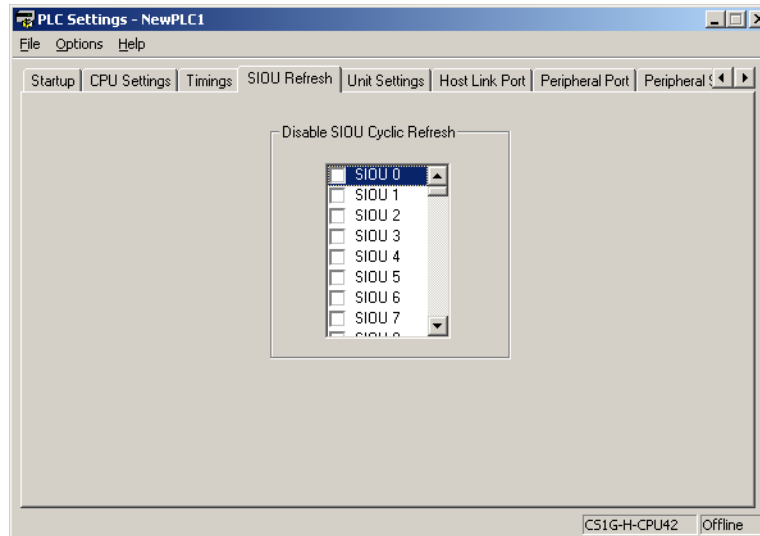 PLC Settings - NewPLC1
File Options Help
Startup CPU Settings Timings SIOU Refresh Unit Settings Host Link Port Peripheral Port Peripheral
Disable SIOU Cyclic Refresh
SIOU 0
SIOU 1
SIOU 2
SIOU 3
SIOU 4
SIOU 5
SIOU 6
SIOU 7
CS1G-H-CPU42 Offline